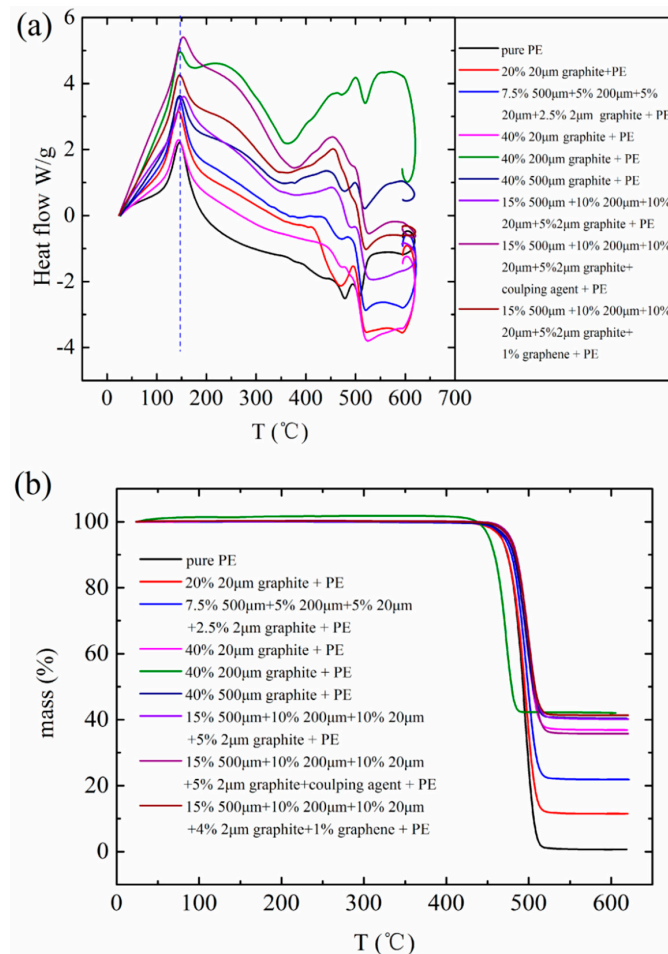 (a)
6
4
2
0
-2
-4
Heat flow W/g
0 100 200 300 400 500 600 700
T (℃)
pure PE
20% 20μm graphite+PE
7.5% 500μm+5% 200μm+5%
20μm+2.5% 2μm graphite + PE
40% 20μm graphite + PE
40% 200μm graphite + PE
40% 500μm graphite + PE
15% 500μm +10% 200μm+10%
20μm+5%2μm graphite + PE
15% 500μm +10% 200μm+10%
20μm+5%2μm graphite+
coulping agent + PE
15% 500μm +10% 200μm+10%
20μm+5%2μm graphite+
1% graphene + PE
(b)
100
80
60
40
20
0
mass (%)
pure PE
20% 20μm graphite + PE
7.5% 500μm+5% 200μm+5% 20μm
+2.5% 2μm graphite + PE
40% 20μm graphite + PE
40% 200μm graphite + PE
40% 500μm graphite + PE
15% 500μm+10% 200μm+10% 20μm
+5% 2μm graphite + PE
15% 500μm+10% 200μm+10% 20μm
+5% 2μm graphite+coulping agent + PE
15% 500μm+10% 200μm+10% 20μm
+4% 2μm graphite+1% graphene + PE
0 100 200 300 400 500 600
T (℃)